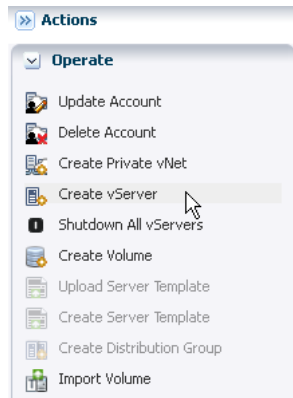 Actions
Operate
Update Account
Delete Account
Create Private vNet
Create vServer
Shutdown All vServers
Create Volume
Upload Server Template
Create Server Template
Create Distribution Group
Import Volume